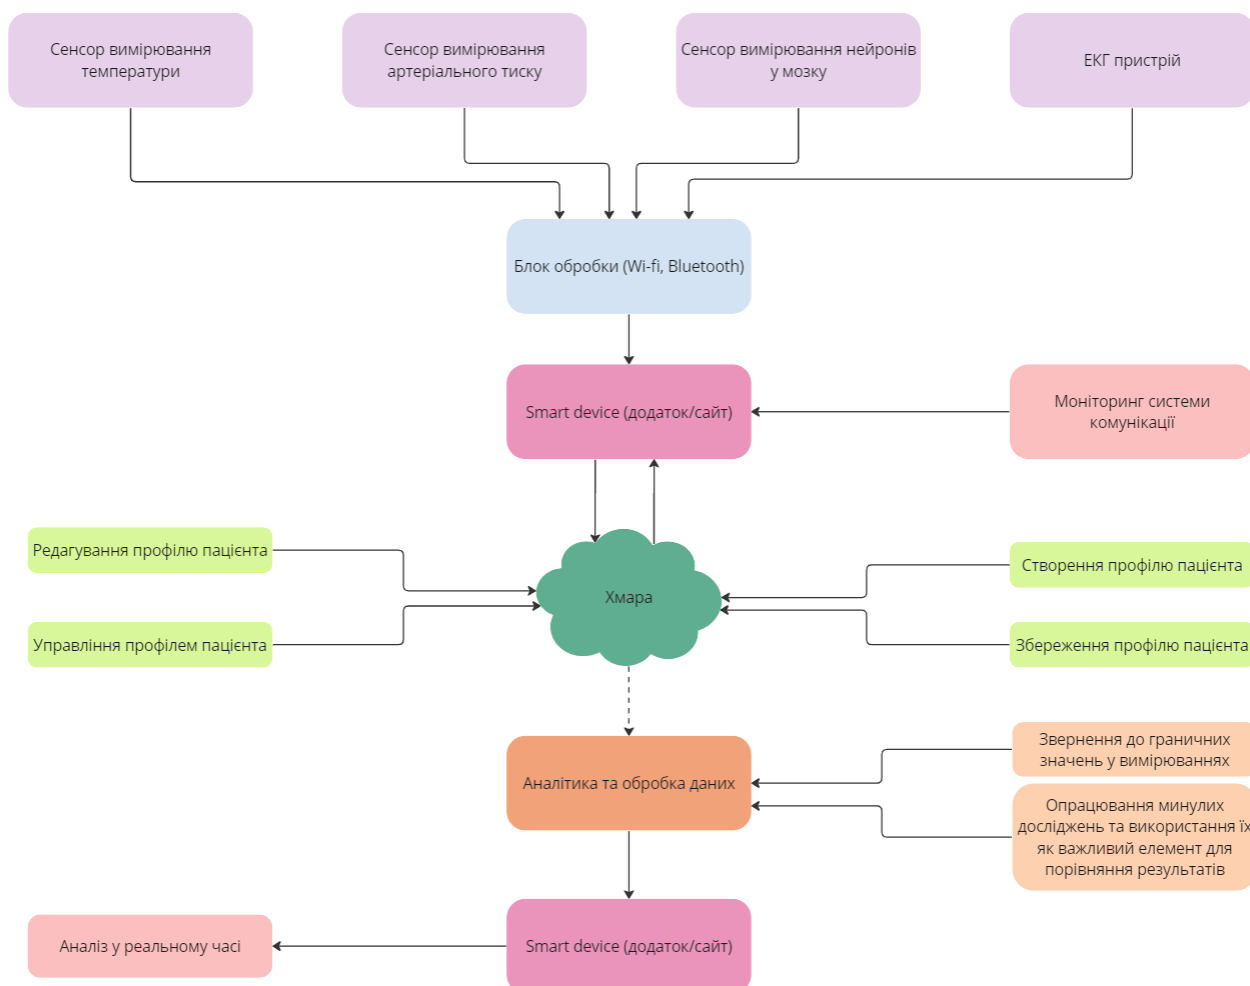 Сенсор вимірювання
температури
Сенсор вимірювання
артеріального тиску
Сенсор вимірювання нейронів
у мозку
ЕКГ пристрій
Блок обробки (Wi-fi, Bluetooth)
Smart device (додаток/сайт)
Моніторинг системи
комунікації
Редагування профілю пацієнта
Створення профілю пацієнта
Хмара
Управління профілем пацієнта
Збереження профілю пацієнта
Звернення до граничних
значень у вимірюваннях
Аналітика та обробка даних
Опрацювання минулих
досліджень та використання їх
як важливий елемент для
порівняння результатів
Аналіз у реальному часі
Smart device (додаток/сайт)